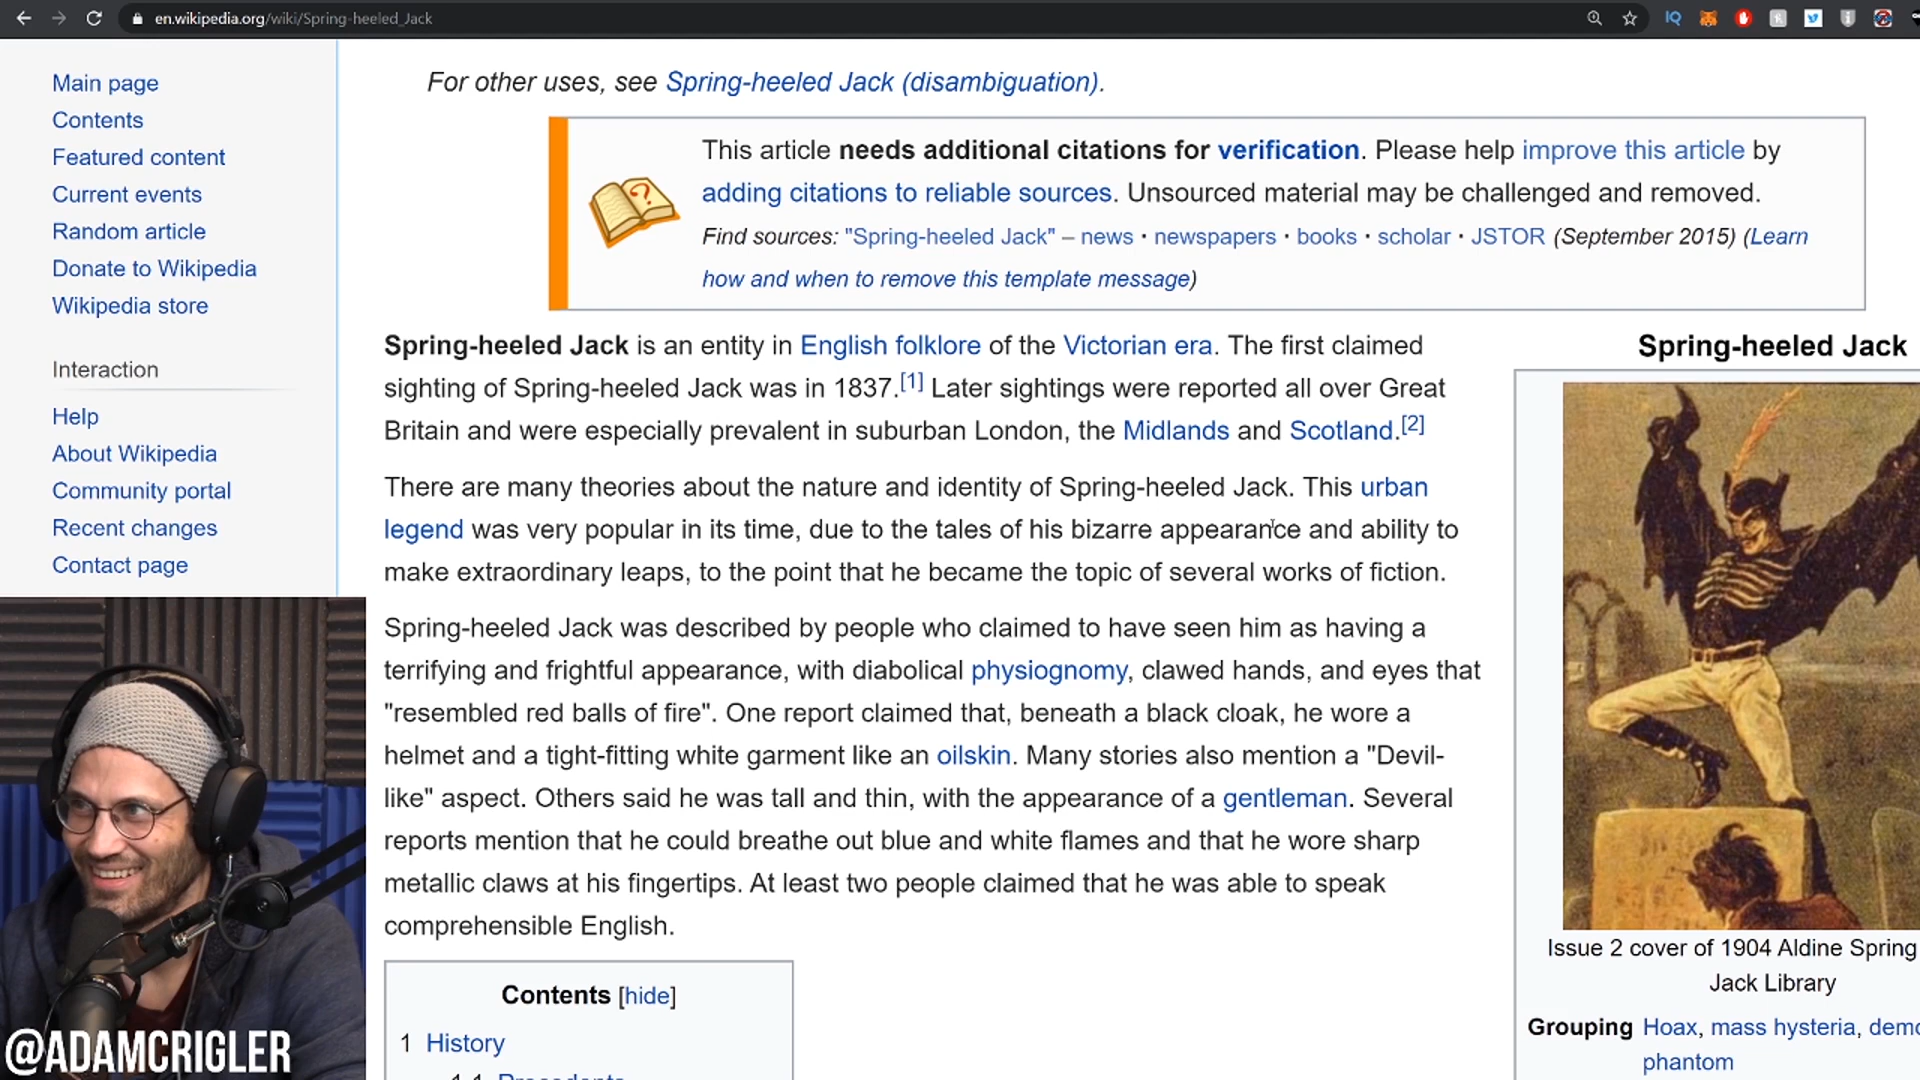 en.wikipedia.org/wiki/Spring-heeled_Jack
IQ
Main page
Contents
Featured content
Current events
Random article
Donate to Wikipedia
Wikipedia store
Interaction
Help
About Wikipedia
Community portal
Recent changes
Contact page
For other uses, see Spring-heeled Jack (disambiguation).
This article needs additional citations for verification. Please help improve this article by
adding citations to reliable sources. Unsourced material may be challenged and removed.
Find sources: "Spring-heeled Jack" – news · newspapers · books · scholar · JSTOR (September 2015) (Learn
how and when to remove this template message)
Spring-heeled Jack is an entity in English folklore of the Victorian era. The first claimed
sighting of Spring-heeled Jack was in 1837.[1] Later sightings were reported all over Great
Britain and were especially prevalent in suburban London, the Midlands and Scotland.[2]
There are many theories about the nature and identity of Spring-heeled Jack. This urban
legend was very popular in its time, due to the tales of his bizarre appearance and ability to
make extraordinary leaps, to the point that he became the topic of several works of fiction.
Spring-heeled Jack was described by people who claimed to have seen him as having a
terrifying and frightful appearance, with diabolical physiognomy, clawed hands, and eyes that
"resembled red balls of fire". One report claimed that, beneath a black cloak, he wore a
helmet and a tight-fitting white garment like an oilskin. Many stories also mention a "Devil-
like" aspect. Others said he was tall and thin, with the appearance of a gentleman. Several
reports mention that he could breathe out blue and white flames and that he wore sharp
metallic claws at his fingertips. At least two people claimed that he was able to speak
comprehensible English.
Contents [hide]
1 History
1.1 Precedents
Spring-heeled Jack
Issue 2 cover of 1904 Aldine Spring
Jack Library
Grouping Hoax, mass hysteria, demo
phantom
@ADAMCRIGLER